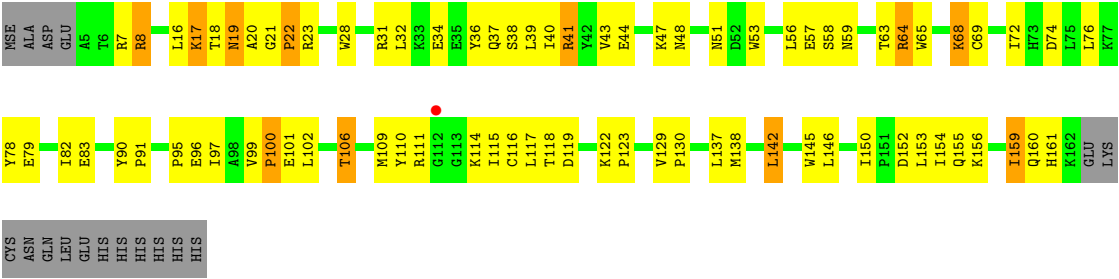 MSE ALA ASP GLU A5 T6 R7 R8 L16 K17 T18 N19 A20 G21 P22 R23 W28 R31 L32 K33 E34 E35 Y36 Q37 S38 L39 I40 R41 Y42 V43 E44 K47 N48 N51 D52 W53 L56 E57 S58 N59 T63 R64 W65 K68 C69 I72 H73 D74 L75 L76 K77
Y78 E79 I82 E83 Y90 P91 P95 E96 I97 A98 V99 P100 E101 L102 T106 M109 Y110 R111 G112 G113 K114 I115 C116 L117 T118 D119 K122 P123 V129 P130 L137 M138 L142 W145 L146 I150 P151 D152 L153 I154 Q155 K156 I159 Q160 H161 K162 GLU LYS
CYS ASN GLN LEU GLU HIS HIS HIS HIS HIS HIS